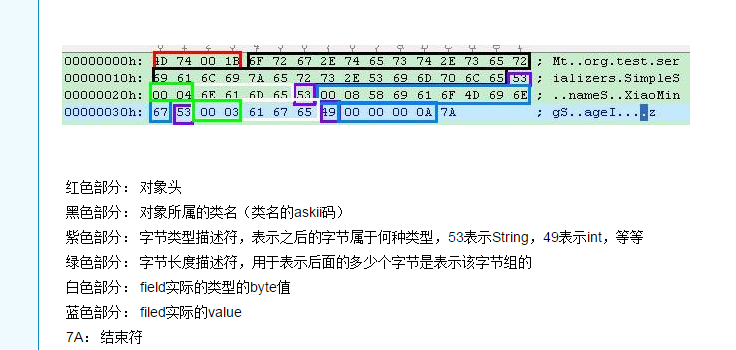 00000000h: 4D 74 00 1B 6F 72 67 2E 74 65 73 74 2E 73 65 72 ; Mt..org.test.ser
00000010h: 69 61 6C 69 7A 65 72 73 2E 53 69 6D 70 6C 65 53 ; ializers.SimpleS
00000020h: 00 04 6E 61 6D 65 53 00 08 58 69 61 6F 4D 69 6E ; ..nameS..XiaoMin
00000030h: 67 53 00 03 61 67 65 49 00 00 00 0A 7A ; gS..ageI....z
红色部分：对象头
黑色部分：对象所属的类名（类名的askii码）
紫色部分：字节类型描述符，表示之后的字节属于何种类型，53表示String，49表示int，等等
绿色部分：字节长度描述符，用于表示后面的多少个字节是表示该字节组的
白色部分：field实际的类型的byte值
蓝色部分：filed实际的value
7A：结束符